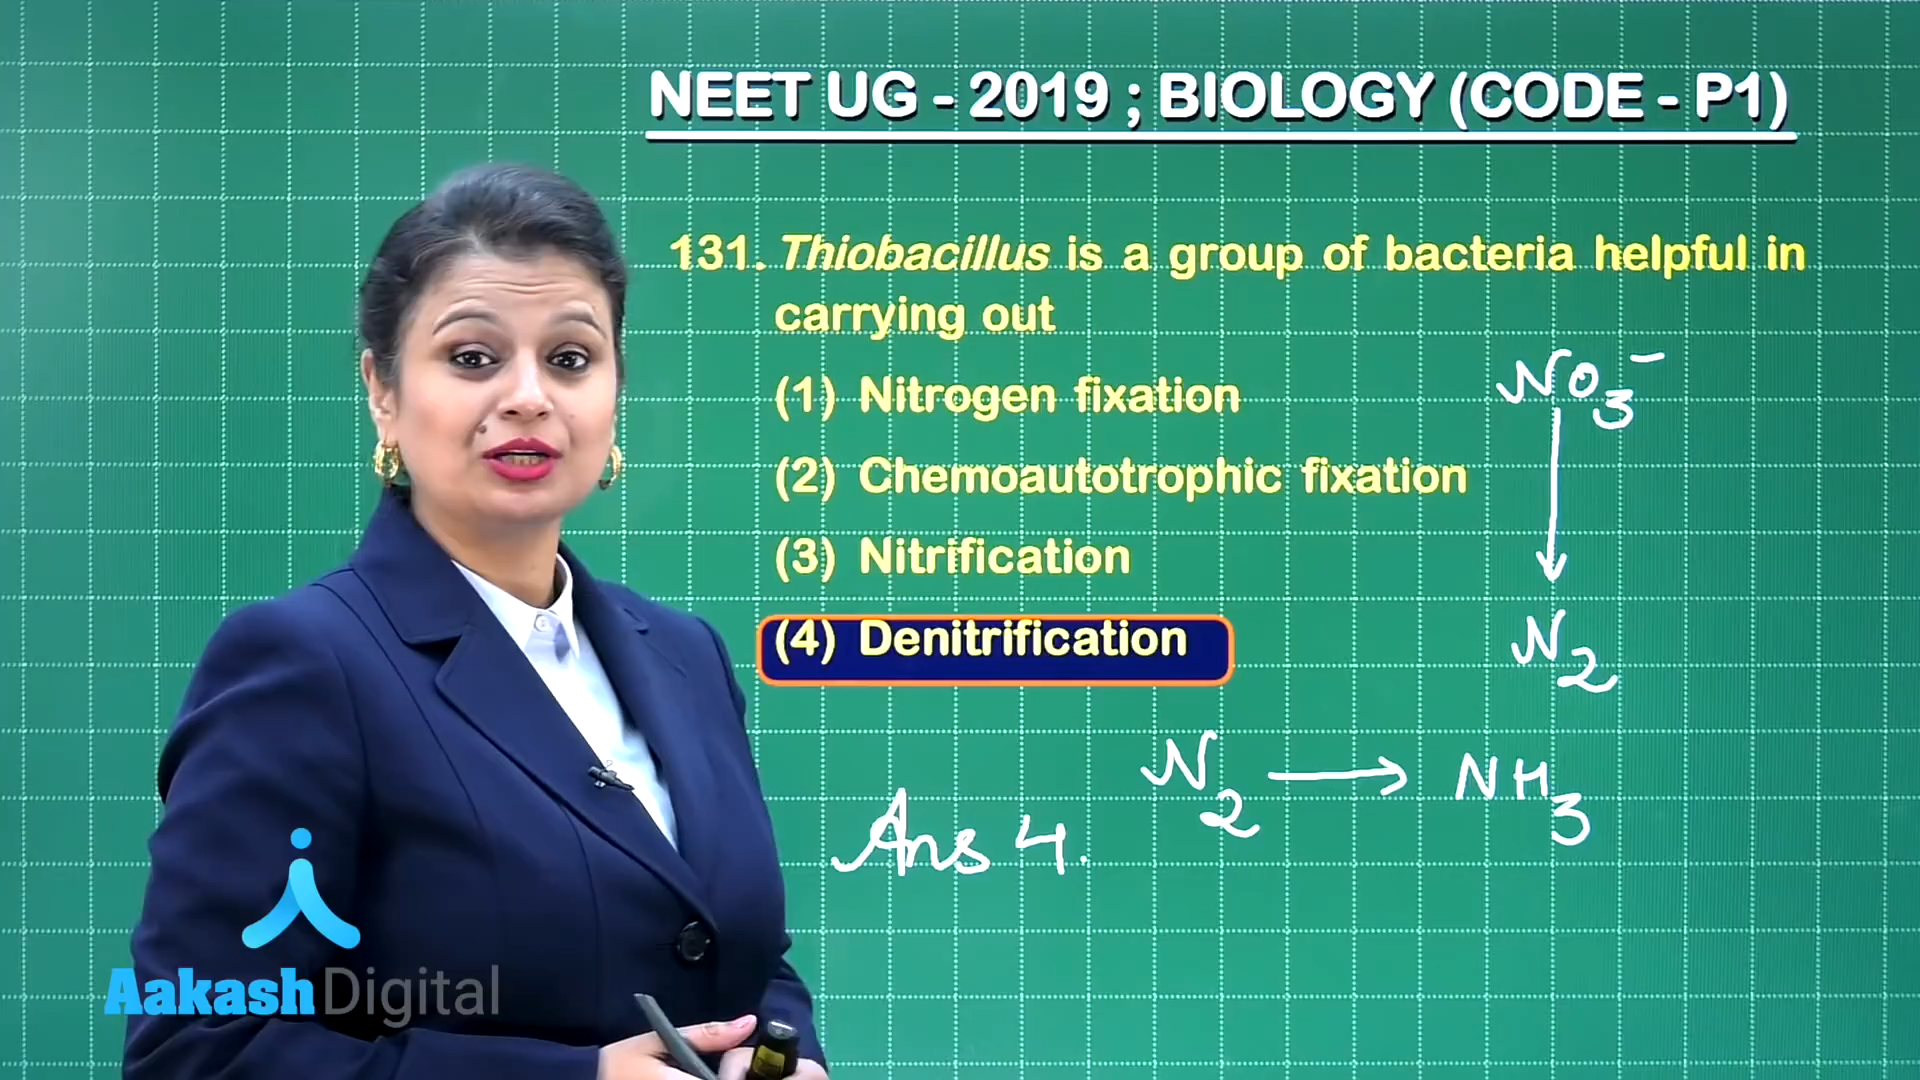 NEET UG - 2019 ; BIOLOGY (CODE - P1)
131. Thiobacillus is a group of bacteria helpful in
carrying out
(1) Nitrogen fixation
(2) Chemoautotrophic fixation
(3) Nitrification
(4) Denitrification
NO3-
N2
N2 → NH3
Ans 4.
Aakash Digital